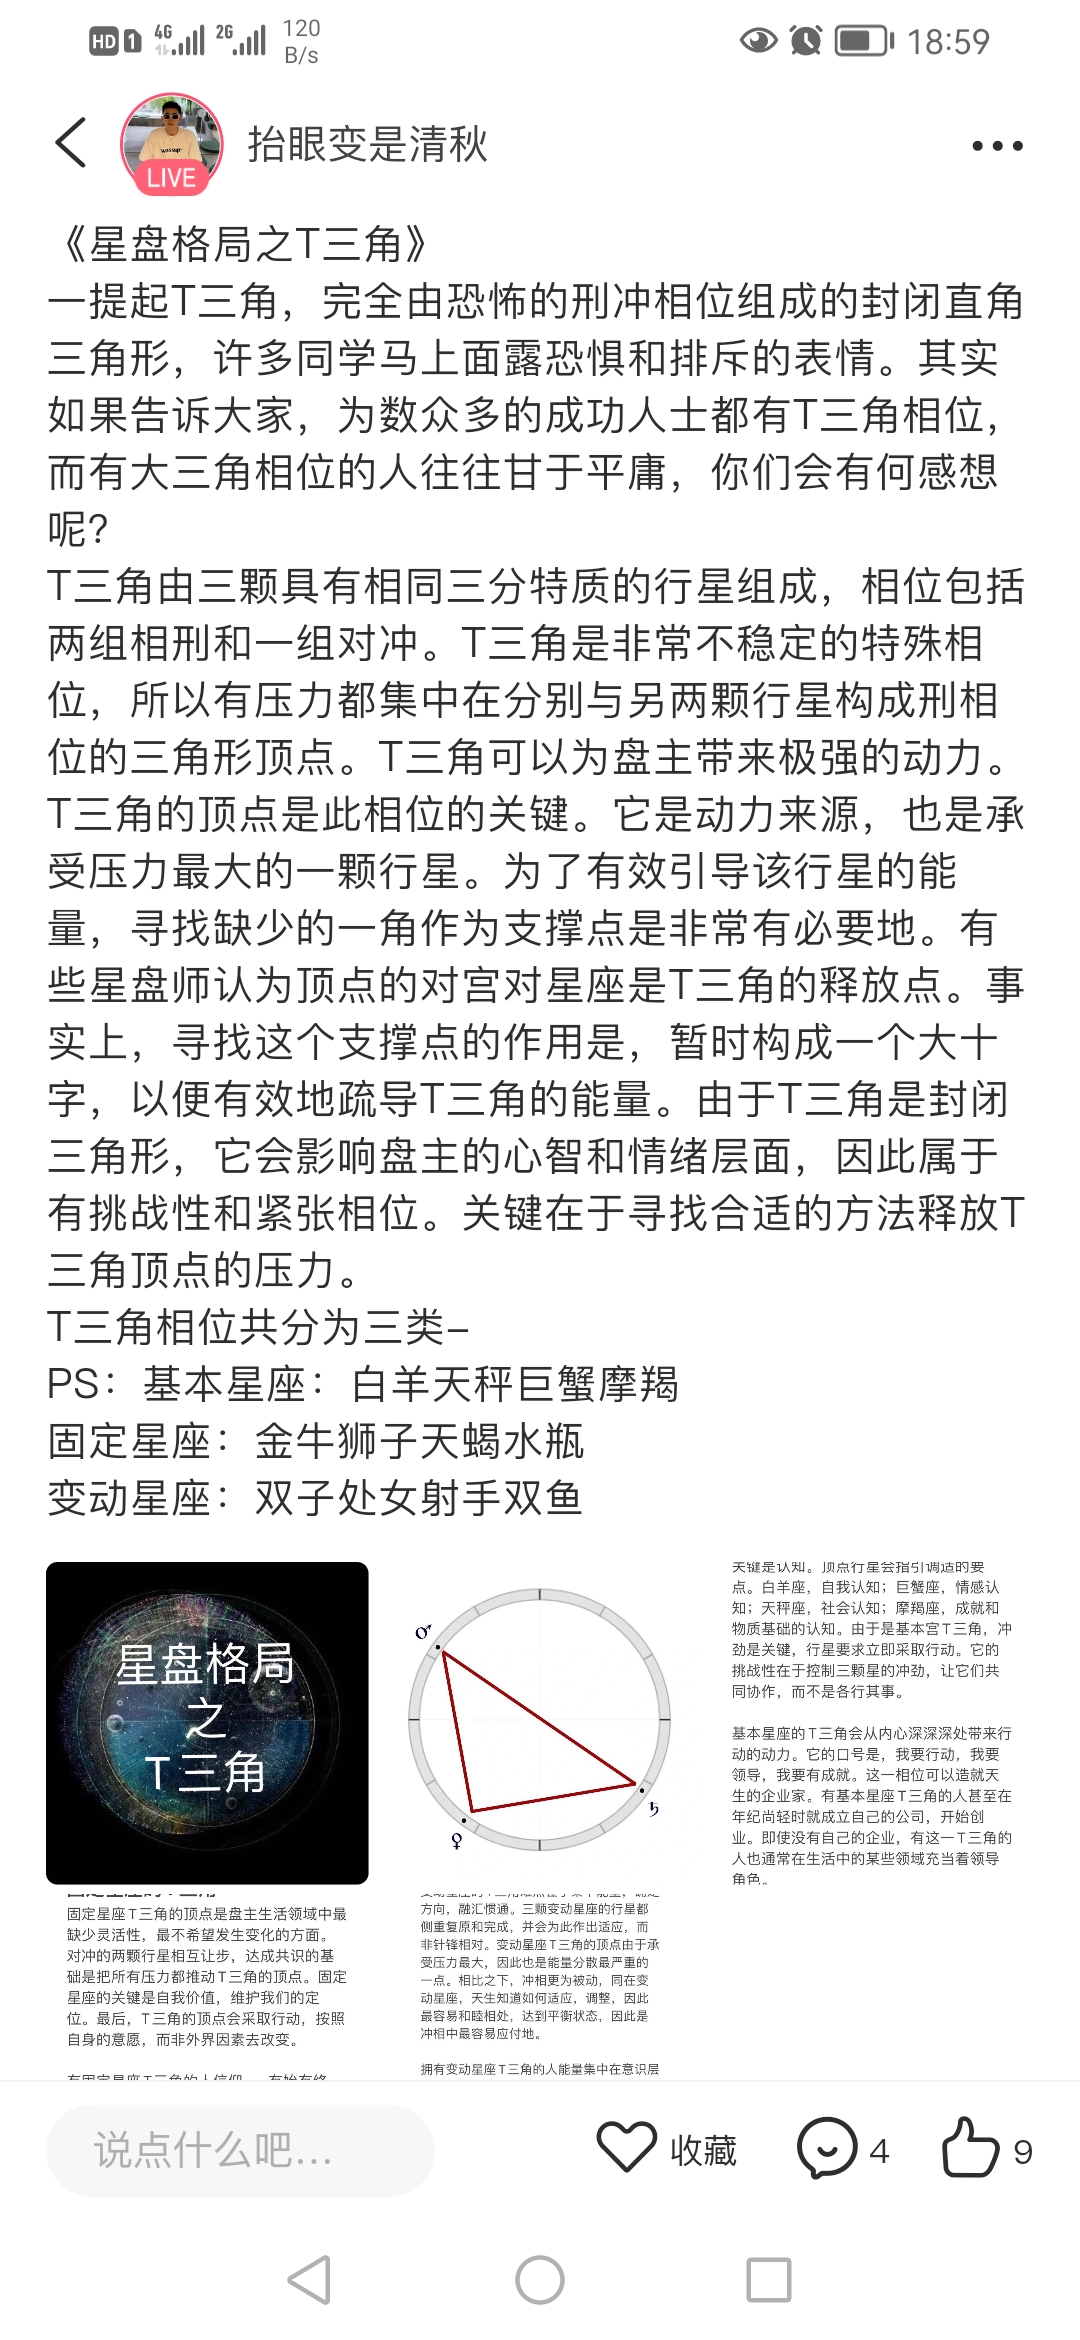 HD 1 4G 2G 120 B/s 18:59
抬眼变是清秋
wassup
LIVE
《星盘格局之T三角》
一提起T三角，完全由恐怖的刑冲相位组成的封闭直角
三角形，许多同学马上面露恐惧和排斥的表情。其实
如果告诉大家，为数众多的成功人士都有T三角相位，
而有大三角相位的人往往甘于平庸，你们会有何感想
呢?
T三角由三颗具有相同三分特质的行星组成，相位包括
两组相刑和一组对冲。T三角是非常不稳定的特殊相
位，所以有压力都集中在分别与另两颗行星构成刑相
位的三角形顶点。T三角可以为盘主带来极强的动力。
T三角的顶点是此相位的关键。它是动力来源，也是承
受压力最大的一颗行星。为了有效引导该行星的能
量，寻找缺少的一角作为支撑点是非常有必要地。有
些星盘师认为顶点的对宫对星座是T三角的释放点。事
实上，寻找这个支撑点的作用是，暂时构成一个大十
字，以便有效地疏导T三角的能量。由于T三角是封闭
三角形，它会影响盘主的心智和情绪层面，因此属于
有挑战性和紧张相位。关键在于寻找合适的方法释放T
三角顶点的压力。
T三角相位共分为三类–
PS：基本星座：白羊天秤巨蟹摩羯
固定星座：金牛狮子天蝎水瓶
变动星座：双子处女射手双鱼
星盘格局
之
T三角
♂
♄
♀
关键是认知。顶点行星会指引调适的要
点。白羊座，自我认知；巨蟹座，情感认
知；天秤座，社会认知；摩羯座，成就和
物质基础的认知。由于是基本宫T三角，冲
劲是关键，行星要求立即采取行动。它的
挑战性在于控制三颗星的冲劲，让它们共
同协作，而不是各行其事。
基本星座的T三角会从内心深深深处带来行
动的动力。它的口号是，我要行动，我要
领导，我要有成就。这一相位可以造就天
生的企业家。有基本星座T三角的人甚至在
年纪尚轻时就成立自己的公司，开始创
业。即使没有自己的企业，有这一T三角的
人也通常在生活中的某些领域充当着领导
角色。
固定星座T三角的顶点是盘主生活领域中最
缺少灵活性，最不希望发生变化的方面。
对冲的两颗行星相互让步，达成共识的基
础是把所有压力都推动T三角的顶点。固定
星座的关键是自我价值，维护我们的定
位。最后，T三角的顶点会采取行动，按照
自身的意愿，而非外界因素去改变。
方向，融汇惯通。三颗变动星座的行星都
侧重复原和完成，并会为此作出适应，而
非针锋相对。变动星座T三角的顶点由于承
受压力最大，因此也是能量分散最严重的
一点。相比之下，冲相更为被动，同在变
动星座，天生知道如何适应，调整，因此
最容易和睦相处，达到平衡状态，因此是
冲相中最容易应付地。
拥有变动星座T三角的人能量集中在意识层
说点什么吧... 收藏 4 9